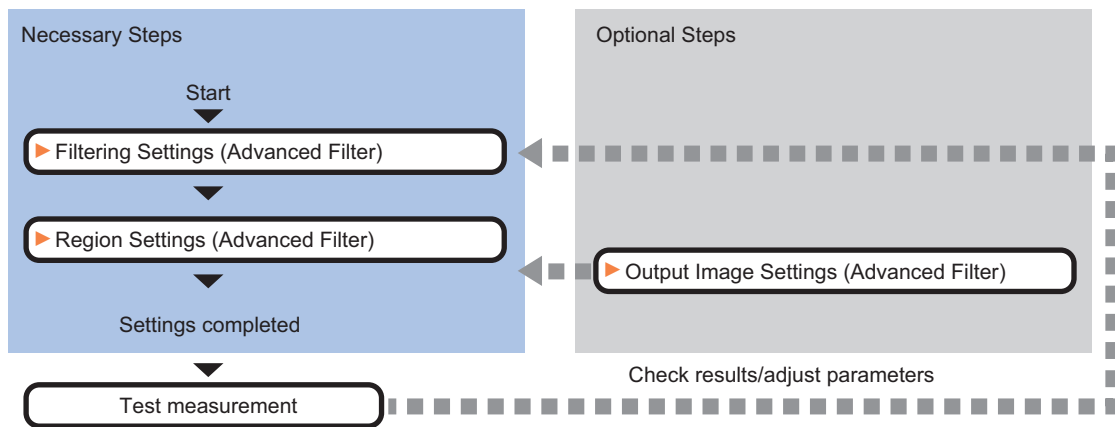 Necessary Steps
Start
Filtering Settings (Advanced Filter)
Region Settings (Advanced Filter)
Settings completed
Test measurement
Optional Steps
Output Image Settings (Advanced Filter)
Check results/adjust parameters